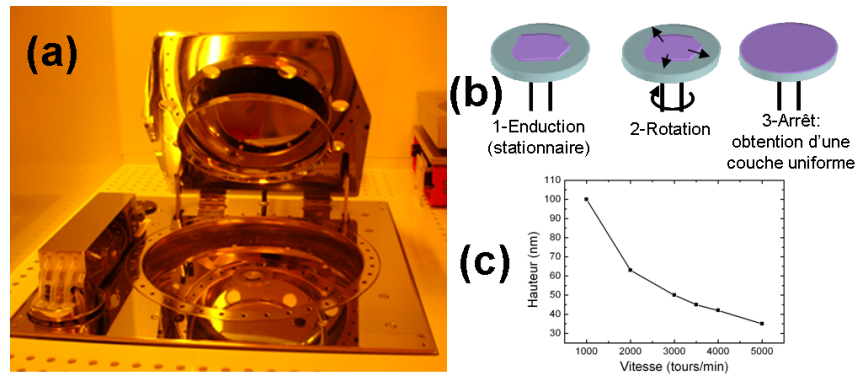 (a)
(b)
1-Enduction
(stationnaire)
2-Rotation
3-Arrêt:
obtention d'une
couche uniforme
(c)
Hauteur (nm)
110
100
90
80
70
60
50
40
30
1000 2000 3000 4000 5000
Vitesse (tours/min)